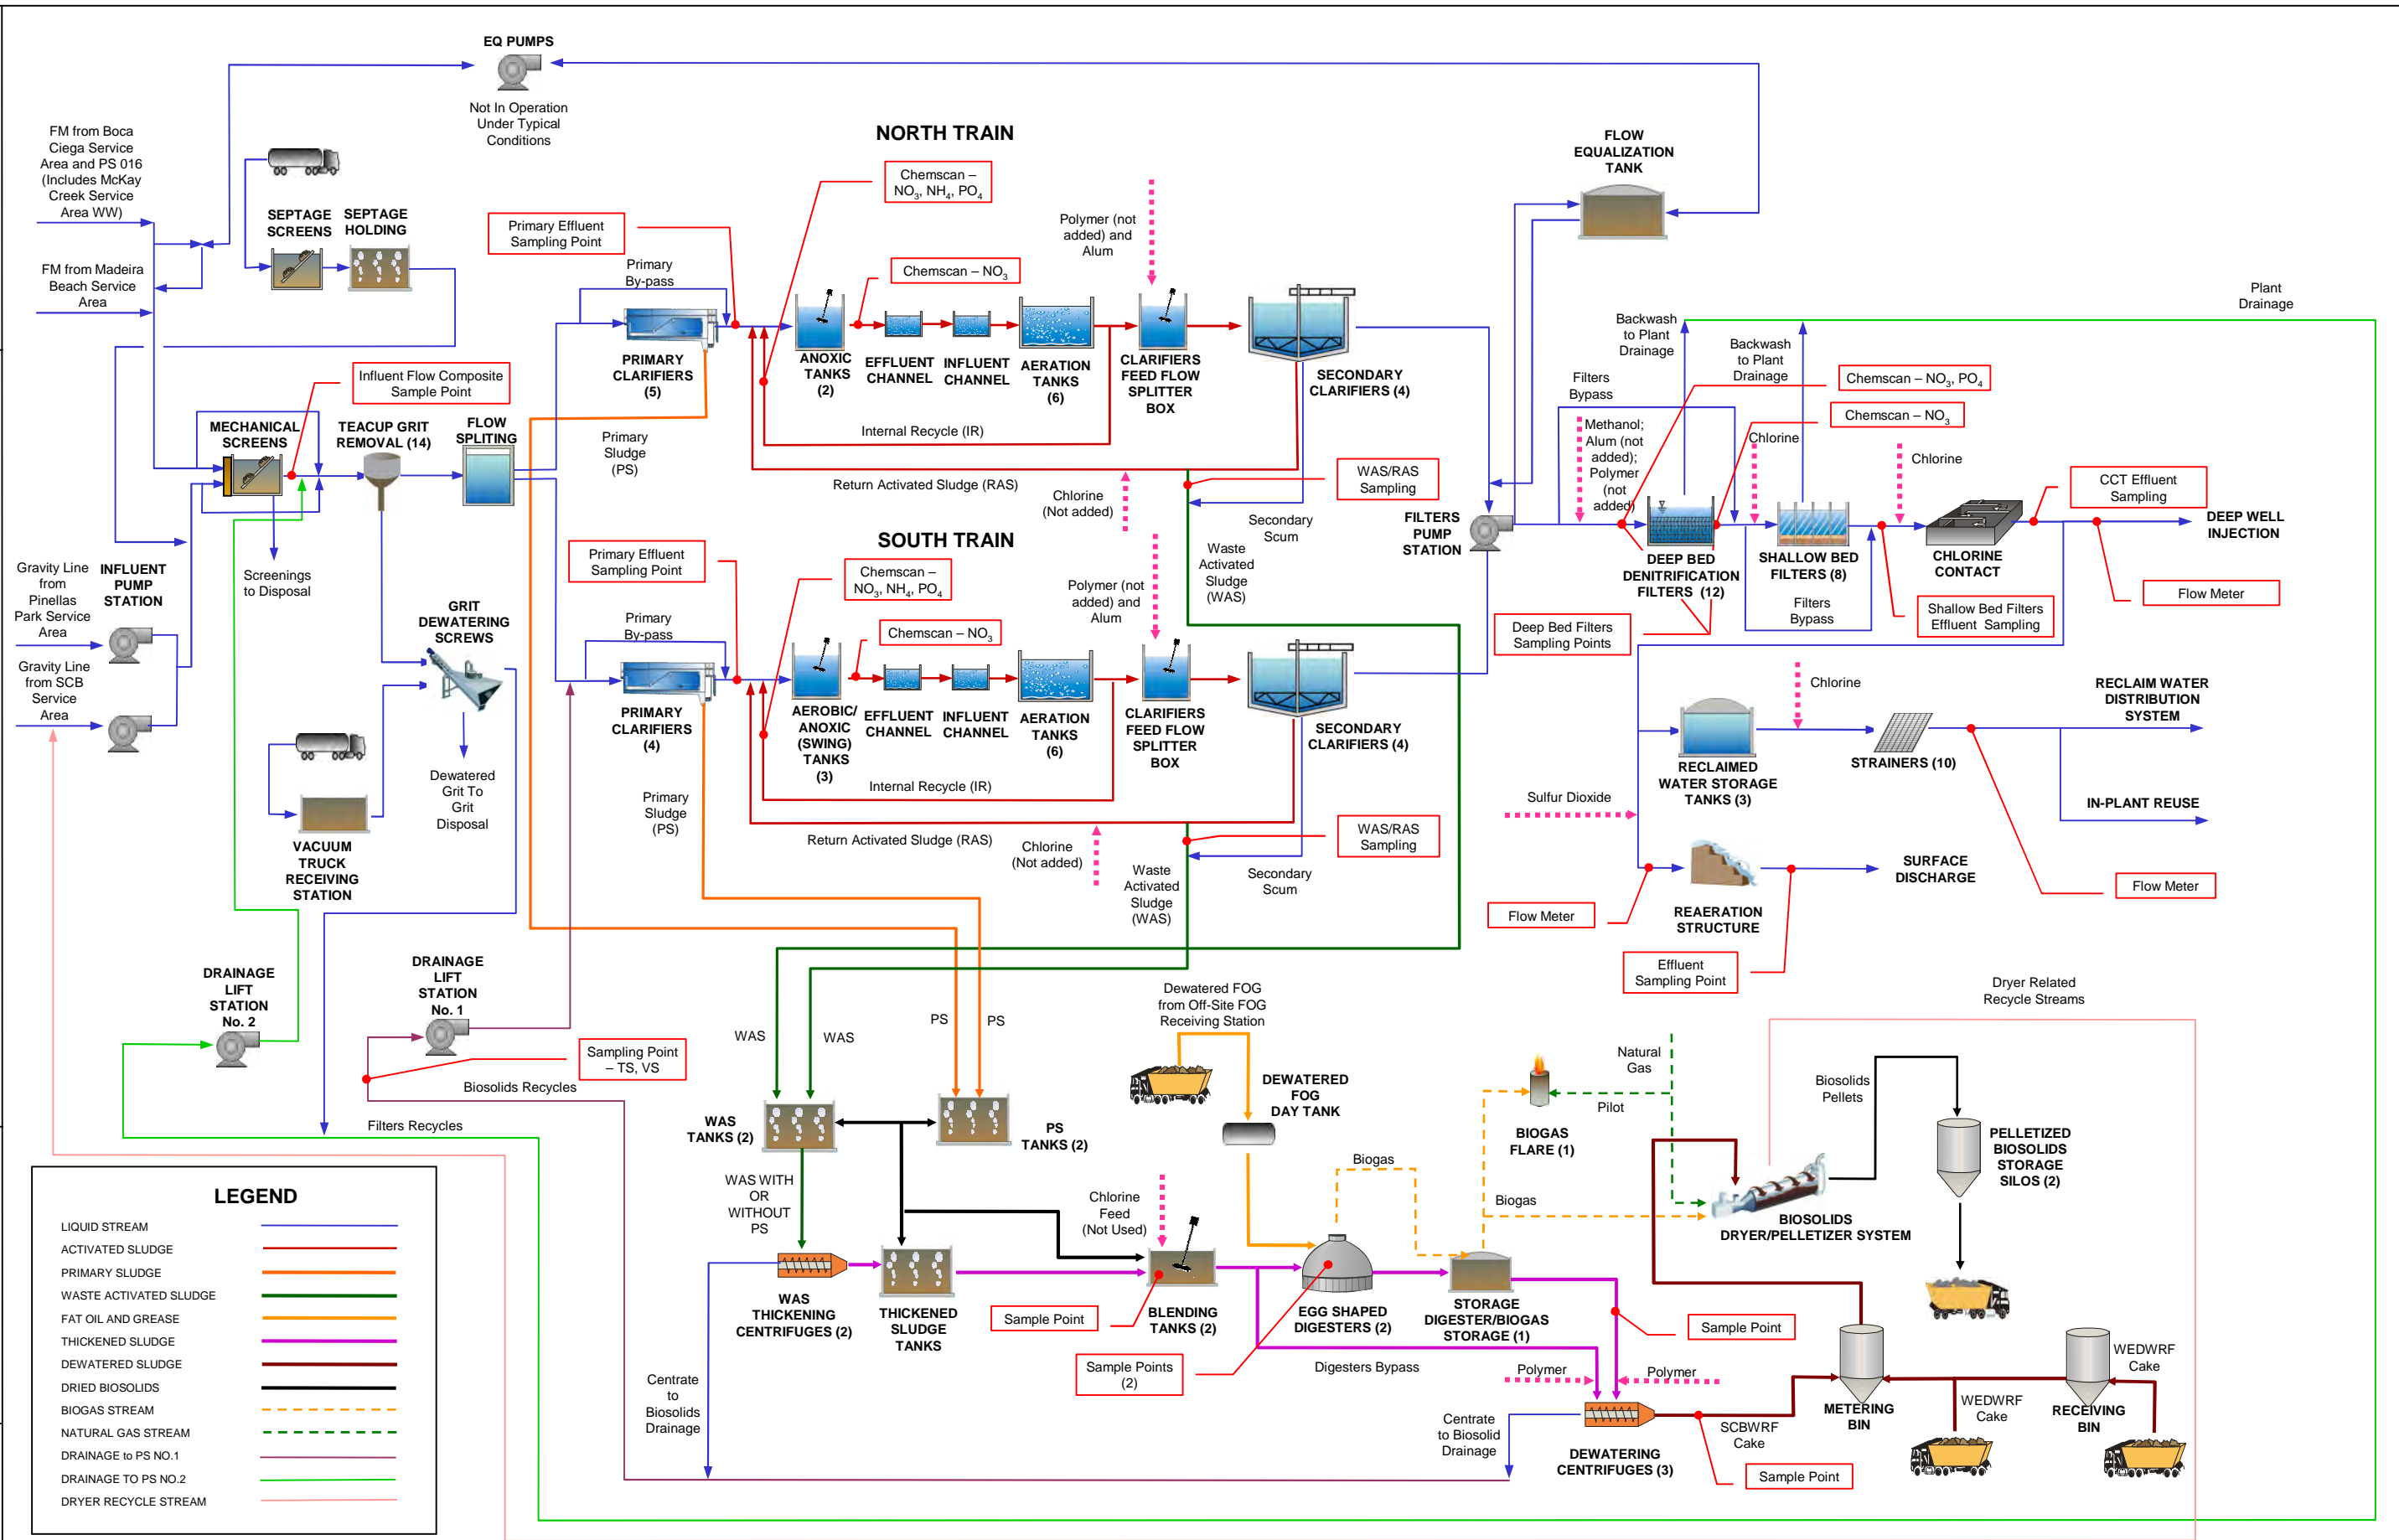 EQ PUMPS
Not In Operation
Under Typical
Conditions
FM from Boca
Ciega Service
Area and PS 016
(Includes McKay
Creek Service
Area WW)
FM from Madeira
Beach Service
Area
SEPTAGE
SCREENS
SEPTAGE
HOLDING
NORTH TRAIN
Chemscan –
NO3, NH4, PO4
Primary Effluent
Sampling Point
Primary
By-pass
Chemscan – NO3
Polymer (not
added) and
Alum
FLOW
EQUALIZATION
TANK
Plant
Drainage
Backwash
to Plant
Drainage
Backwash
to Plant
Drainage
Chemscan – NO3, PO4
Chemscan – NO3
Filters
Bypass
Methanol;
Alum (not
added);
Polymer
(not
added)
Chlorine
Chlorine
CCT Effluent
Sampling
Influent Flow Composite
Sample Point
MECHANICAL
SCREENS
TEACUP GRIT
REMOVAL (14)
FLOW
SPLITING
PRIMARY
CLARIFIERS
(5)
ANOXIC
TANKS
(2)
EFFLUENT
CHANNEL
INFLUENT
CHANNEL
AERATION
TANKS
(6)
CLARIFIERS
FEED FLOW
SPLITTER
BOX
SECONDARY
CLARIFIERS (4)
Internal Recycle (IR)
Primary
Sludge
(PS)
Return Activated Sludge (RAS)
Chlorine
(Not added)
WAS/RAS
Sampling
Secondary
Scum
Waste
Activated
Sludge
(WAS)
FILTERS
PUMP
STATION
DEEP BED
DENITRIFICATION
FILTERS (12)
SHALLOW BED
FILTERS (8)
CHLORINE
CONTACT
DEEP WELL
INJECTION
Flow Meter
Shallow Bed Filters
Effluent Sampling
Filters
Bypass
Deep Bed Filters
Sampling Points
Screenings
to Disposal
Gravity Line
from
Pinellas
Park Service
Area
INFLUENT
PUMP
STATION
Gravity Line
from SCB
Service
Area
GRIT
DEWATERING
SCREWS
SOUTH TRAIN
Primary Effluent
Sampling Point
Chemscan –
NO3, NH4, PO4
Primary
By-pass
Chemscan – NO3
Polymer (not
added) and
Alum
PRIMARY
CLARIFIERS
(4)
AEROBIC/
ANOXIC
(SWING)
TANKS
(3)
EFFLUENT
CHANNEL
INFLUENT
CHANNEL
AERATION
TANKS
(6)
CLARIFIERS
FEED FLOW
SPLITTER
BOX
SECONDARY
CLARIFIERS (4)
Internal Recycle (IR)
Primary
Sludge
(PS)
Return Activated Sludge (RAS)
Chlorine
(Not added)
WAS/RAS
Sampling
Waste
Activated
Sludge
(WAS)
Secondary
Scum
Chlorine
RECLAIM WATER
DISTRIBUTION
SYSTEM
RECLAIMED
WATER STORAGE
TANKS (3)
STRAINERS (10)
IN-PLANT REUSE
Sulfur Dioxide
SURFACE
DISCHARGE
Flow Meter
Flow Meter
REAERATION
STRUCTURE
Effluent
Sampling Point
Dewatered
Grit To
Grit
Disposal
VACUUM
TRUCK
RECEIVING
STATION
DRAINAGE
LIFT
STATION
No. 2
DRAINAGE
LIFT
STATION
No. 1
Sampling Point
– TS, VS
Biosolids Recycles
Filters Recycles
WAS
WAS
PS
PS
Dewatered FOG
from Off-Site FOG
Receiving Station
DEWATERED
FOG
DAY TANK
Dryer Related
Recycle Streams
Natural
Gas
Pilot
BIOGAS
FLARE (1)
Biosolids
Pellets
PELLETIZED
BIOSOLIDS
STORAGE
SILOS (2)
WAS
TANKS (2)
PS
TANKS (2)
WAS WITH
OR
WITHOUT
PS
Chlorine
Feed
(Not Used)
Biogas
Biogas
BIOSOLIDS
DRYER/PELLETIZER SYSTEM
WAS
THICKENING
CENTRIFUGES (2)
THICKENED
SLUDGE
TANKS
Sample Point
BLENDING
TANKS (2)
EGG SHAPED
DIGESTERS (2)
STORAGE
DIGESTER/BIOGAS
STORAGE (1)
Sample Point
Sample Points
(2)
Digesters Bypass
Polymer
Polymer
Centrate
to
Biosolids
Drainage
Centrate
to Biosolid
Drainage
DEWATERING
CENTRIFUGES (3)
SCBWRF
Cake
Sample Point
METERING
BIN
WEDWRF
Cake
RECEIVING
BIN
WEDWRF
Cake
LEGEND
LIQUID STREAM
ACTIVATED SLUDGE
PRIMARY SLUDGE
WASTE ACTIVATED SLUDGE
FAT OIL AND GREASE
THICKENED SLUDGE
DEWATERED SLUDGE
DRIED BIOSOLIDS
BIOGAS STREAM
NATURAL GAS STREAM
DRAINAGE to PS NO.1
DRAINAGE TO PS NO.2
DRYER RECYCLE STREAM